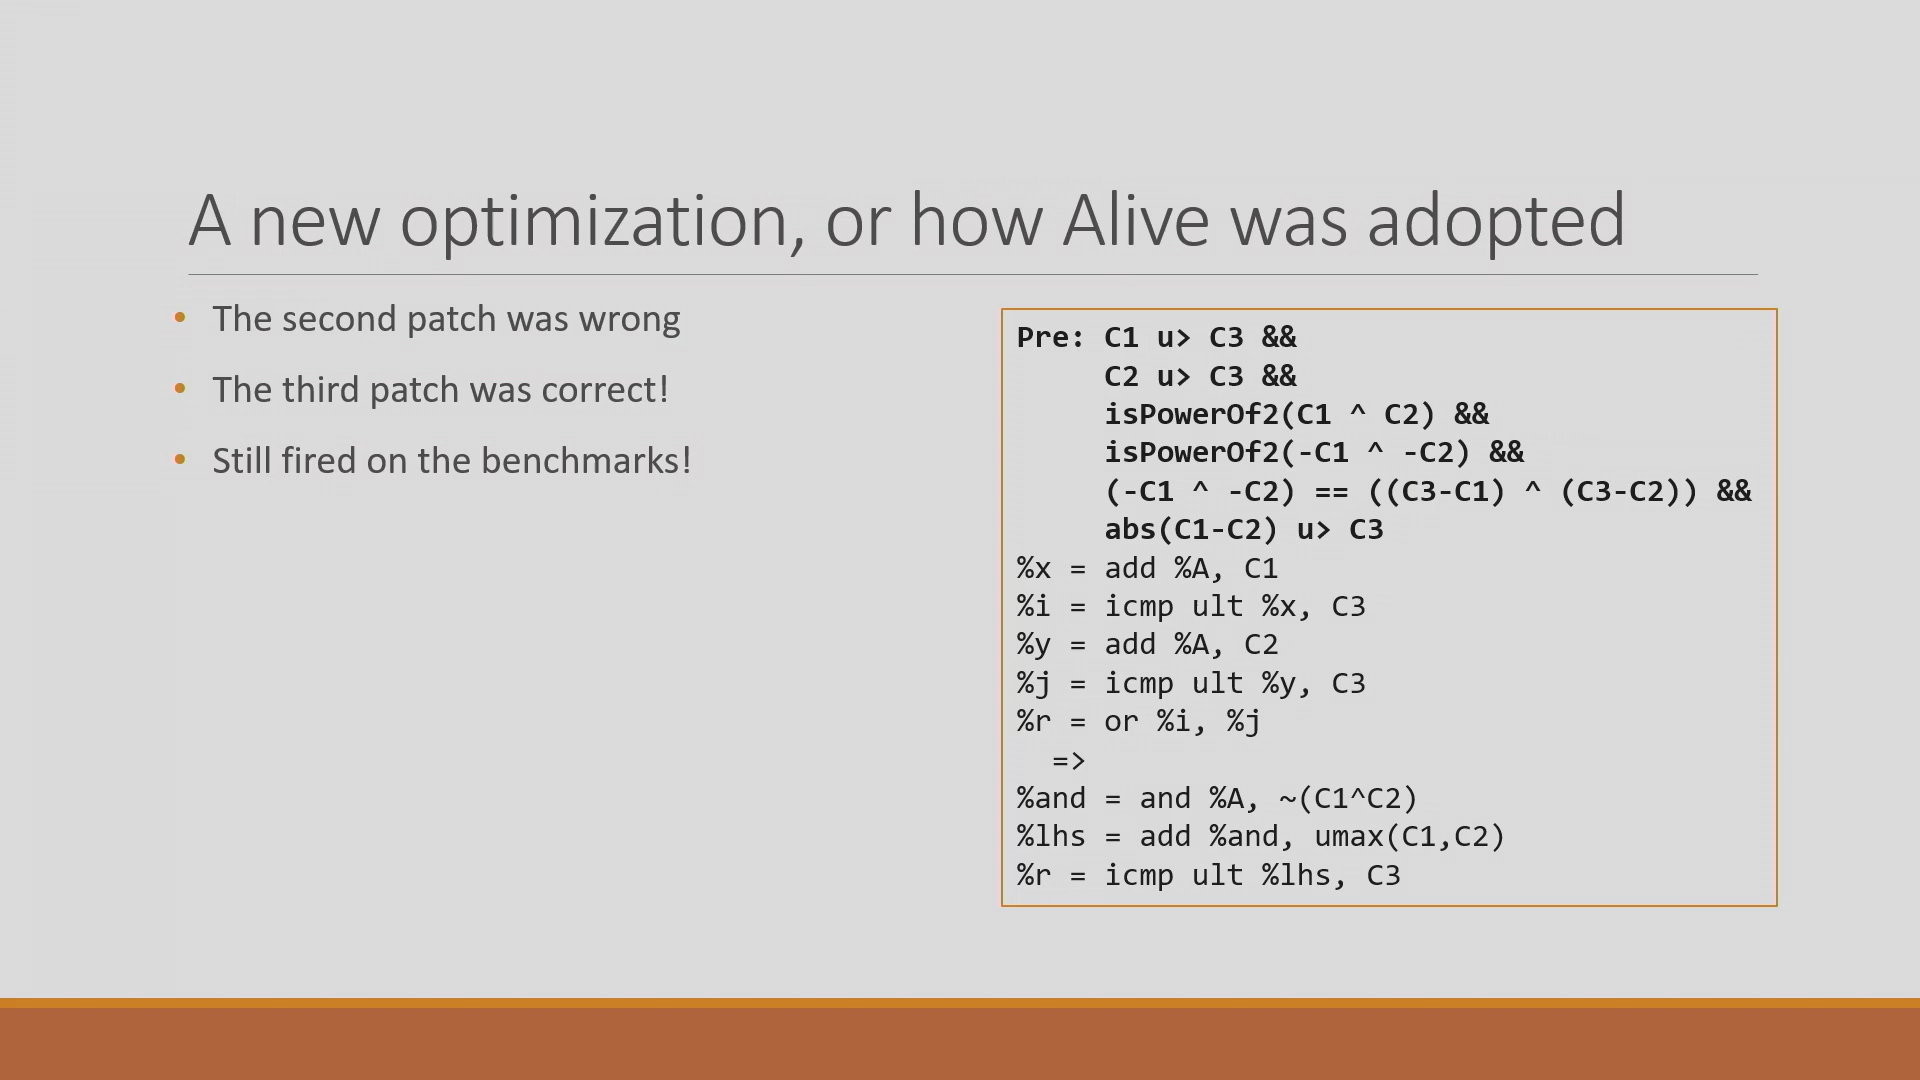 A new optimization, or how Alive was adopted
• The second patch was wrong
• The third patch was correct!
• Still fired on the benchmarks!
Pre: C1 u> C3 &&
C2 u> C3 &&
isPowerOf2(C1 ^ C2) &&
isPowerOf2(-C1 ^ -C2) &&
(-C1 ^ -C2) == ((C3-C1) ^ (C3-C2)) &&
abs(C1-C2) u> C3
%x = add %A, C1
%i = icmp ult %x, C3
%y = add %A, C2
%j = icmp ult %y, C3
%r = or %i, %j
=>
%and = and %A, ~(C1^C2)
%lhs = add %and, umax(C1,C2)
%r = icmp ult %lhs, C3